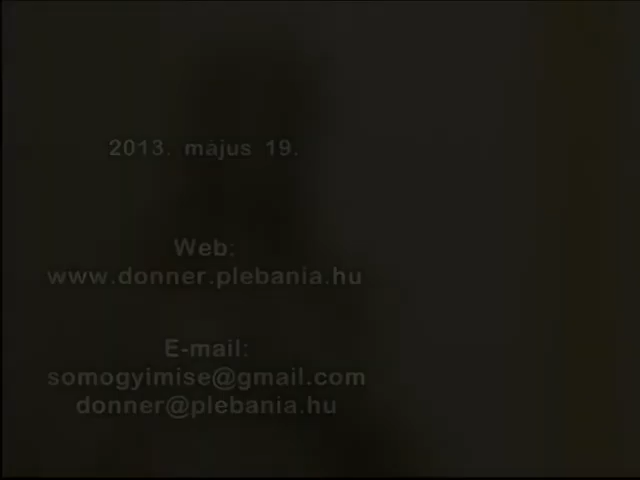 2013. május 19.
Web:
www.donner.plebania.hu
E-mail:
somogyimise@gmail.com
donner@plebania.hu